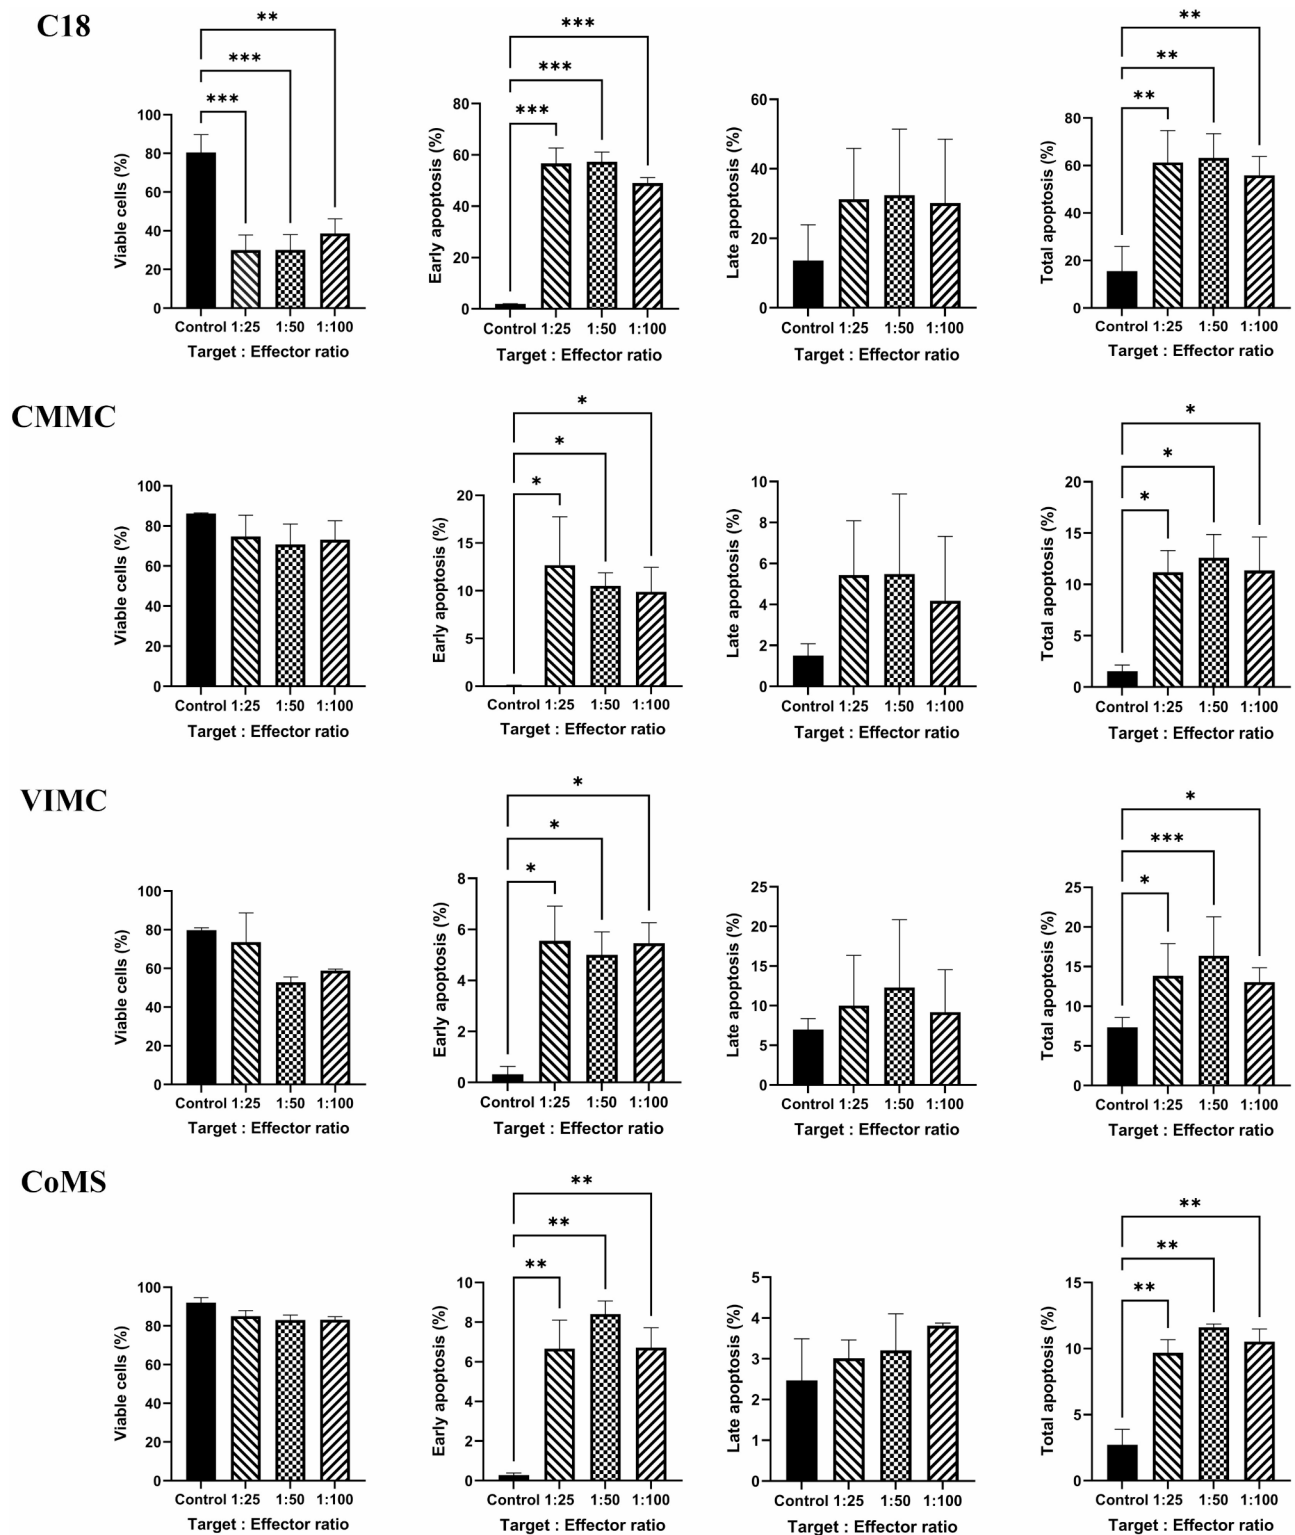 C18
** *** ***
Viable cells (%)
100 80 60 40 20 0
Control 1:25 1:50 1:100
Target : Effector ratio
*** *** ***
Early apoptosis (%)
80 60 40 20 0
Control 1:25 1:50 1:100
Target : Effector ratio
Late apoptosis (%)
60 40 20 0
Control 1:25 1:50 1:100
Target : Effector ratio
** ** **
Total apoptosis (%)
80 60 40 20 0
Control 1:25 1:50 1:100
Target : Effector ratio
CMMC
Viable cells (%)
100 80 60 40 20 0
Control 1:25 1:50 1:100
Target : Effector ratio
* * *
Early apoptosis (%)
20 15 10 5 0
Control 1:25 1:50 1:100
Target : Effector ratio
Late apoptosis (%)
10 8 6 4 2 0
Control 1:25 1:50 1:100
Target : Effector ratio
* * *
Total apoptosis (%)
20 15 10 5 0
Control 1:25 1:50 1:100
Target : Effector ratio
VIMC
Viable cells (%)
100 80 60 40 20 0
Control 1:25 1:50 1:100
Target : Effector ratio
* * *
Early apoptosis (%)
8 6 4 2 0
Control 1:25 1:50 1:100
Target : Effector ratio
Late apoptosis (%)
25 20 15 10 5 0
Control 1:25 1:50 1:100
Target : Effector ratio
* *** *
Total apoptosis (%)
25 20 15 10 5 0
Control 1:25 1:50 1:100
Target : Effector ratio
CoMS
Viable cells (%)
100 80 60 40 20 0
Control 1:25 1:50 1:100
Target : Effector ratio
** ** **
Early apoptosis (%)
10 8 6 4 2 0
Control 1:25 1:50 1:100
Target : Effector ratio
Late apoptosis (%)
5 4 3 2 1 0
Control 1:25 1:50 1:100
Target : Effector ratio
** ** **
Total apoptosis (%)
15 10 5 0
Control 1:25 1:50 1:100
Target : Effector ratio